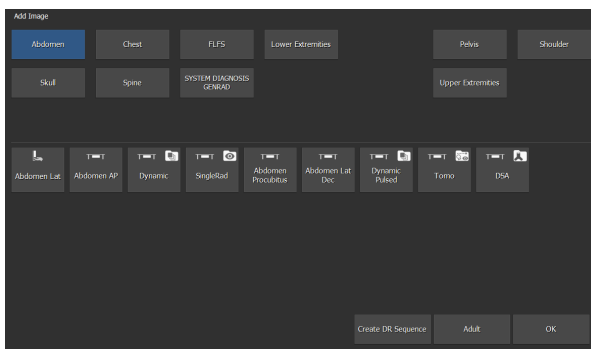 Add Image
Abdomen
Chest
FLFS
Lower Extremities
Pelvis
Shoulder
Skull
Spine
SYSTEM DIAGNOSIS
GENRAD
Upper Extremities
Abdomen Lat
Abdomen AP
Dynamic
SingleRad
Abdomen
Procubitus
Abdomen Lat
Dec
Dynamic
Pulsed
Tomo
DSA
Create DR Sequence
Adult
OK